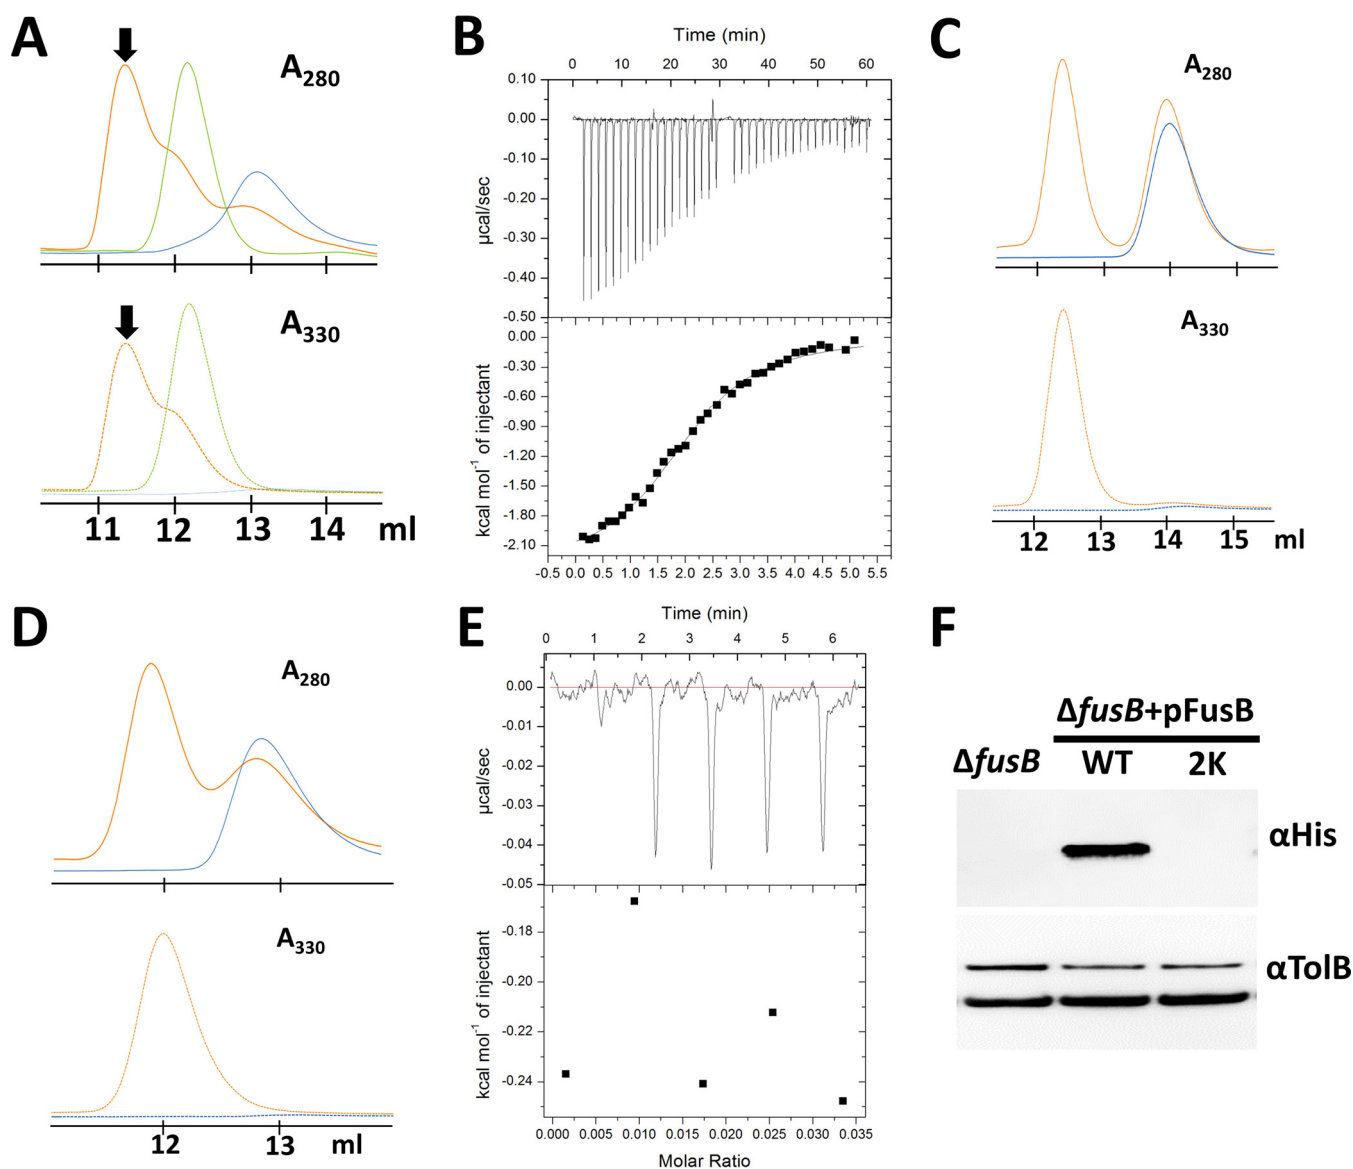 A
A280
A330
11 12 13 14 ml
B
Time (min)
0 10 20 30 40 50 60
0.10
0.00
-0.10
-0.20
-0.30
-0.40
-0.50
µcal/sec
0.00
-0.30
-0.60
-0.90
-1.20
-1.50
-1.80
-2.10
kcal mol-1 of injectant
-0.5 0.0 0.5 1.0 1.5 2.0 2.5 3.0 3.5 4.0 4.5 5.0 5.5
C
A280
A330
12 13 14 15 ml
D
A280
A330
12 13 ml
E
Time (min)
0 1 2 3 4 5 6
0.00
-0.01
-0.02
-0.03
-0.04
-0.05
µcal/sec
-0.18
-0.20
-0.22
-0.24
kcal mol-1 of injectant
0.000 0.005 0.010 0.015 0.020 0.025 0.030 0.035
Molar Ratio
F
ΔfusB+pFusB
ΔfusB WT 2K
αHis
αTolB